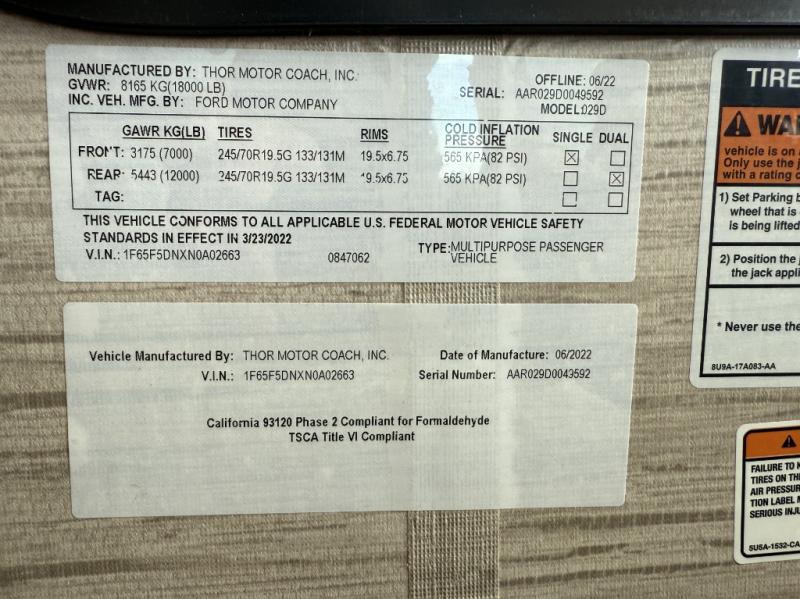 MANUFACTURED BY: THOR MOTOR COACH, INC.
GVWR: 8165 KG(18000 LB)
INC. VEH. MFG. BY: FORD MOTOR COMPANY
OFFLINE: 06/22
SERIAL: AAR029D0049592
MODEL:029D
GAWR KG(LB) TIRES RIMS COLD INFLATION PRESSURE SINGLE DUAL
FRONT: 3175 (7000) 245/70R19.5G 133/131M 19.5x6.75 565 KPA(82 PSI) ☒ ☐
REAR: 5443 (12000) 245/70R19.5G 133/131M 19.5x6.75 565 KPA(82 PSI) ☐ ☒
TAG: ☐ ☐
THIS VEHICLE CONFORMS TO ALL APPLICABLE U.S. FEDERAL MOTOR VEHICLE SAFETY
STANDARDS IN EFFECT IN 3/23/2022
V.I.N.: 1F65F5DNXN0A02663 0847062 TYPE: MULTIPURPOSE PASSENGER
VEHICLE
Vehicle Manufactured By: THOR MOTOR COACH, INC. Date of Manufacture: 06/2022
V.I.N.: 1F65F5DNXN0A02663 Serial Number: AAR029D0049592
California 93120 Phase 2 Compliant for Formaldehyde
TSCA Title VI Compliant
TIRE
WAR
vehicle is on
Only use the
with a rating
1) Set Parking
wheel that is
is being lifted
2) Position the
the jack appli
* Never use the
8U9A-17A083-AA
FAILURE TO
TIRES ON TH
AIR PRESSUR
TION LABEL
SERIOUS INJU
5U5A-1532-CA